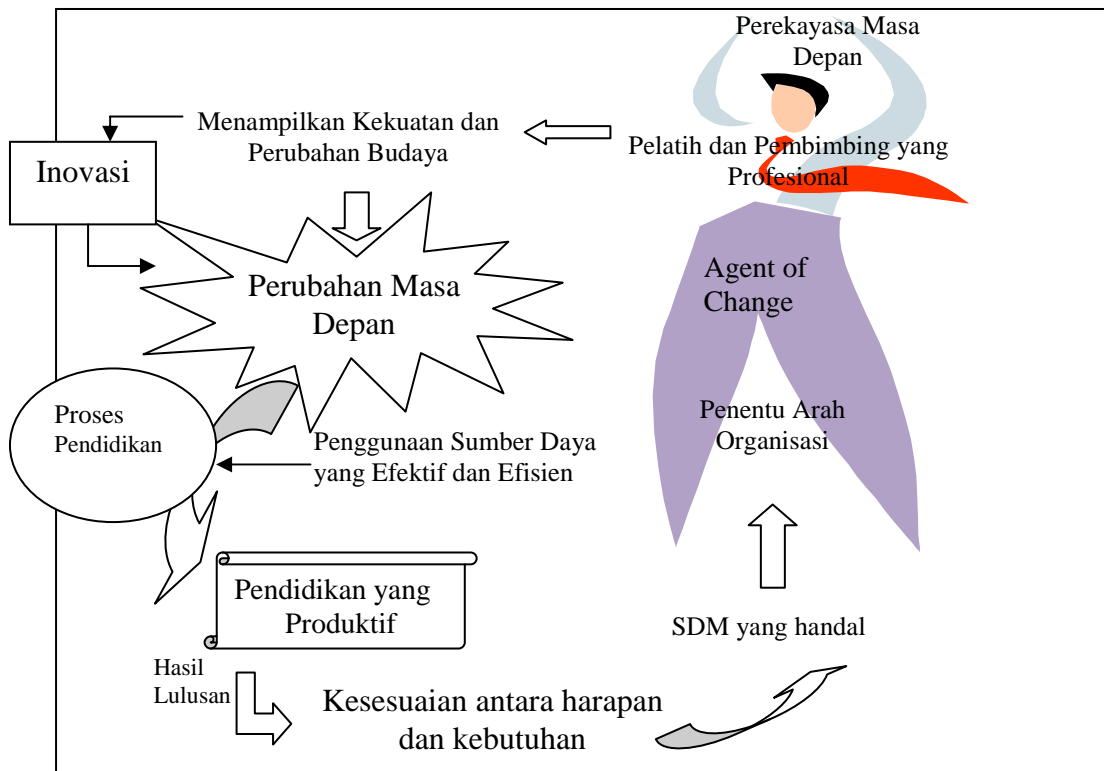 Perekayasa Masa
Depan
Menampilkan Kekuatan dan
Perubahan Budaya
Pelatih dan Pembimbing yang
Profesional
Inovasi
Perubahan Masa
Depan
Agent of
Change
Proses
Pendidikan
Penggunaan Sumber Daya
yang Efektif dan Efisien
Penentu Arah
Organisasi
Pendidikan yang
Produktif
SDM yang handal
Hasil
Lulusan
Kesesuaian antara harapan
dan kebutuhan